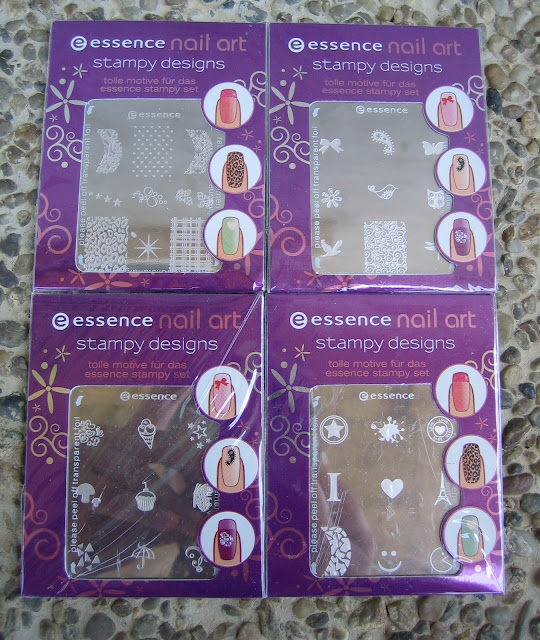 essence nail art
stampy designs
tolle motive für das
essence stampy set
essence
please peel off transparent foil
essence nail art
stampy designs
tolle motive für das
essence stampy set
essence
please peel off transparent foil
essence nail art
stampy designs
tolle motive für das
essence stampy set
essence
please peel off transparent foil
essence nail art
stampy designs
tolle motive für das
essence stampy set
essence
please peel off transparent foil
I